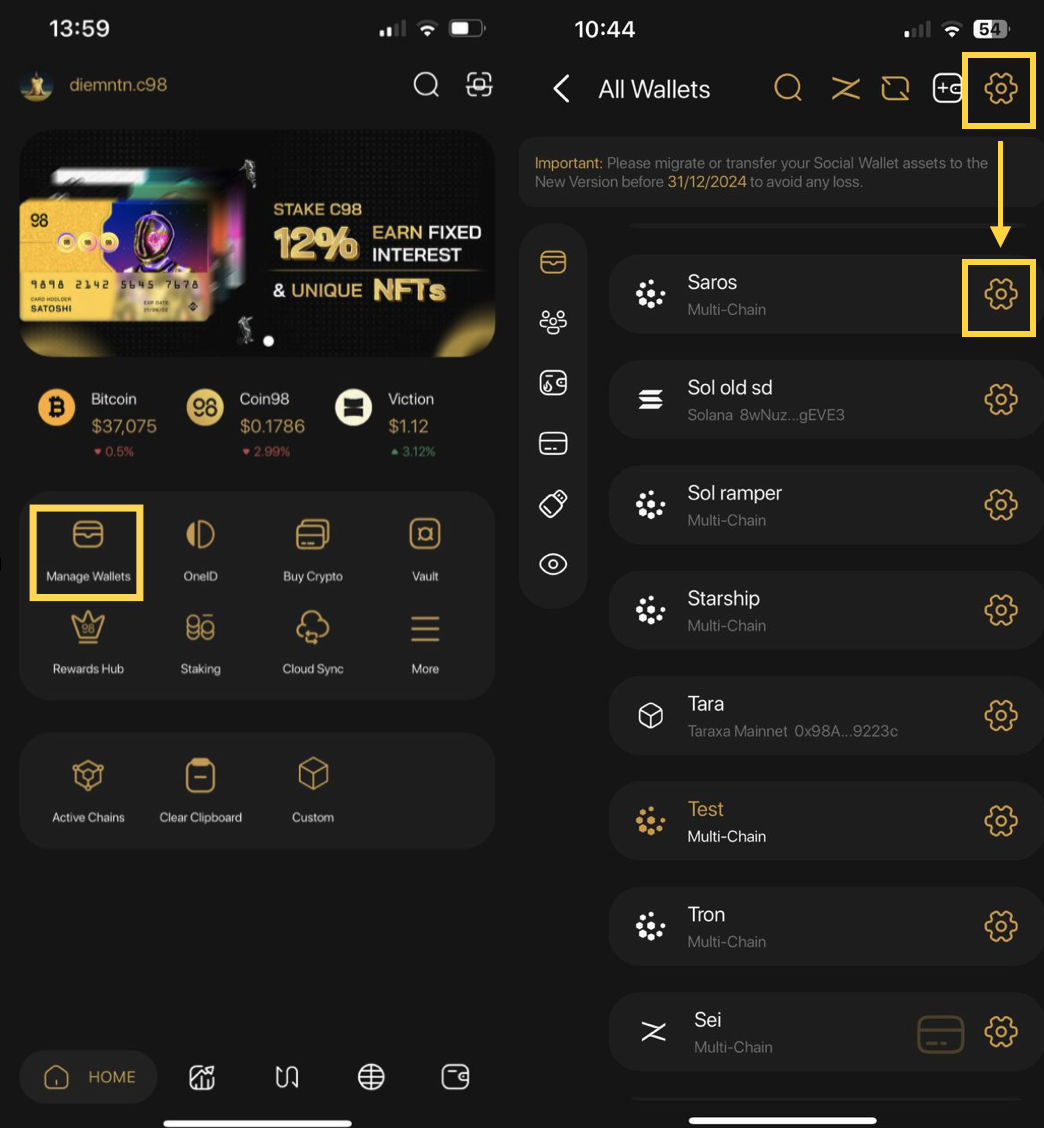 13:59
diemntn.c98
98
9898 2142 5645 7678
CARD HOOLDER
SATOSHI
EXP DATE
STAKE C98
12% EARN FIXED INTEREST
& UNIQUE NFTs
Bitcoin
$37,075
0.5%
98
Coin98
$0.1786
2.99%
Viction
$1.12
3.12%
Manage Wallets
OneID
Buy Crypto
Vault
98
Rewards Hub
Staking
Cloud Sync
More
Active Chains
Clear Clipboard
Custom
HOME
10:44
54
All Wallets
Important: Please migrate or transfer your Social Wallet assets to the
New Version before 31/12/2024 to avoid any loss.
Saros
Multi-Chain
Sol old sd
Solana 8wNuz...gEVE3
Sol ramper
Multi-Chain
Starship
Multi-Chain
Tara
Taraxa Mainnet 0x98A...9223c
Test
Multi-Chain
Tron
Multi-Chain
Sei
Multi-Chain